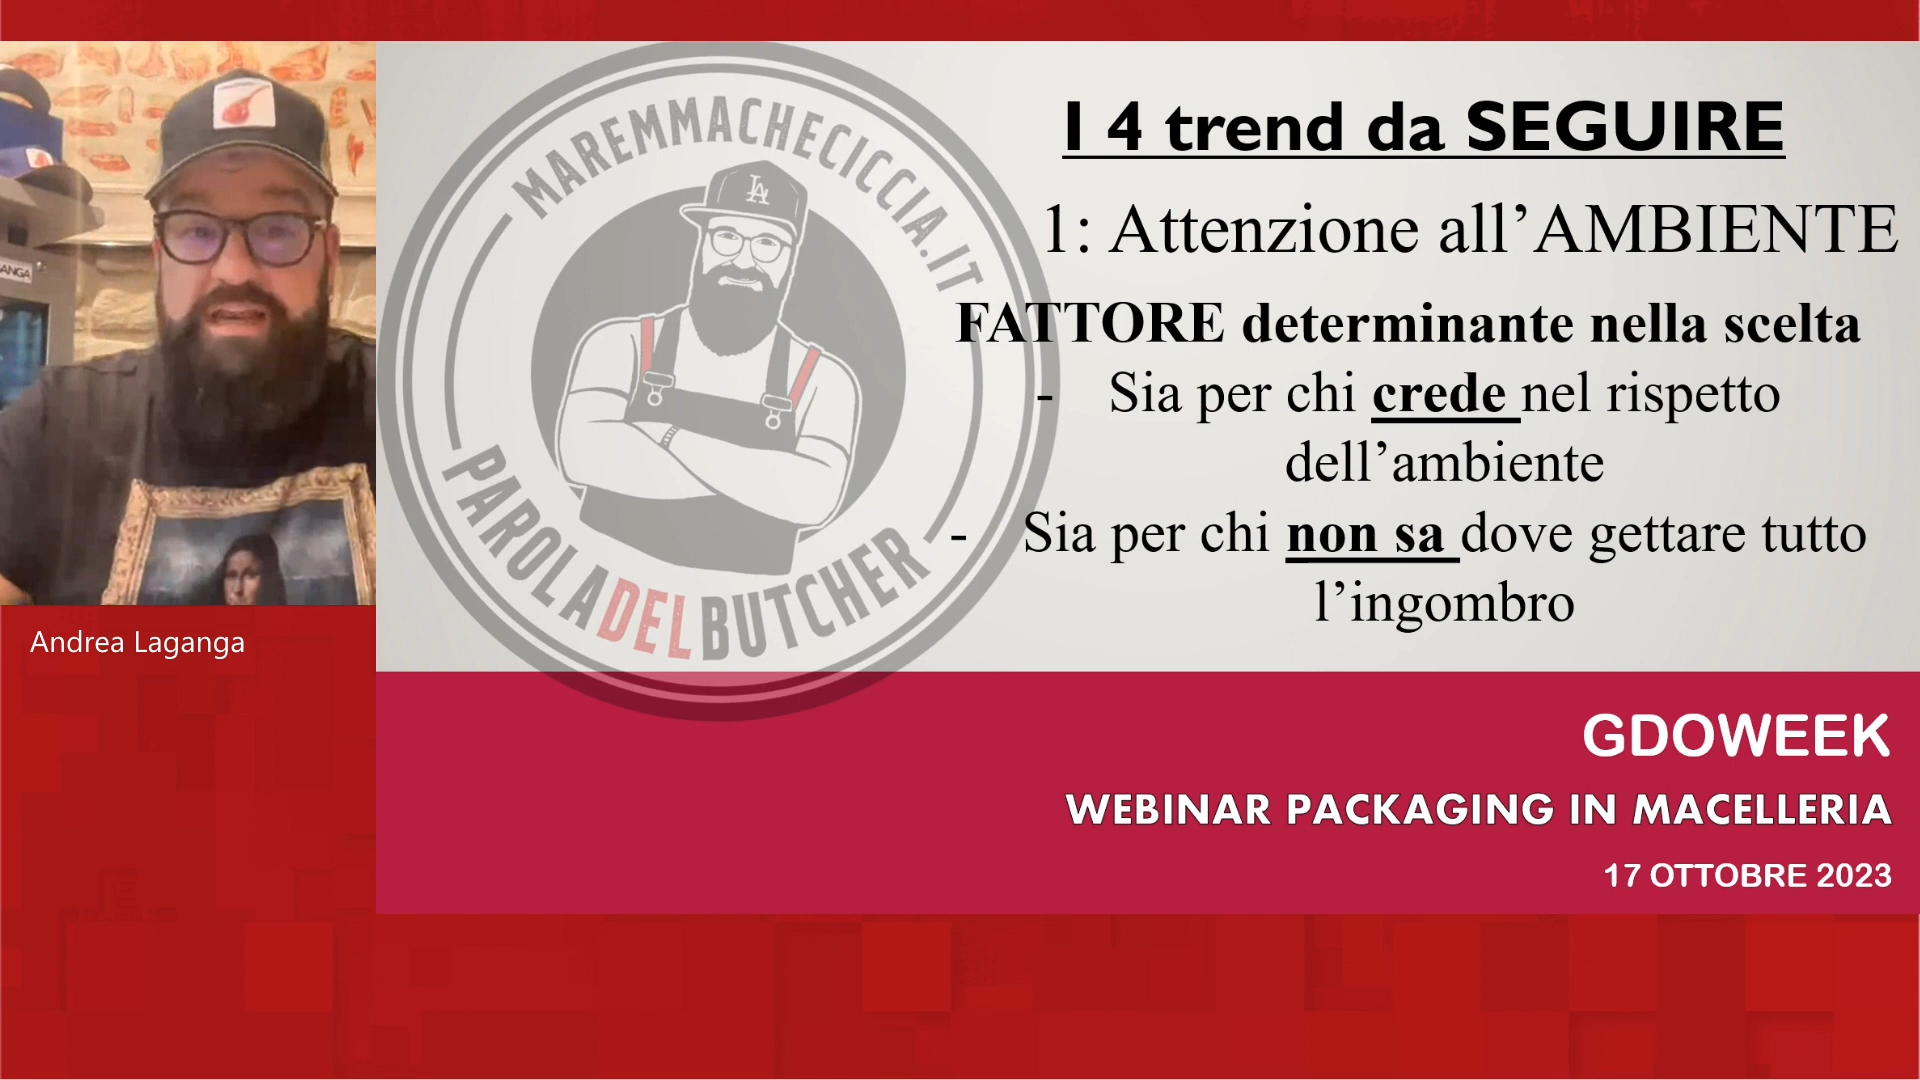 I 4 trend da SEGUIRE
1: Attenzione all’AMBIENTE
FATTORE determinante nella scelta
- Sia per chi crede nel rispetto
dell’ambiente
- Sia per chi non sa dove gettare tutto
l’ingombro
MAREMMACHECICCIA.IT
LA
PAROLADELBUTCHER
ANGA
Andrea Laganga
GDOWEEK
WEBINAR PACKAGING IN MACELLERIA
17 OTTOBRE 2023